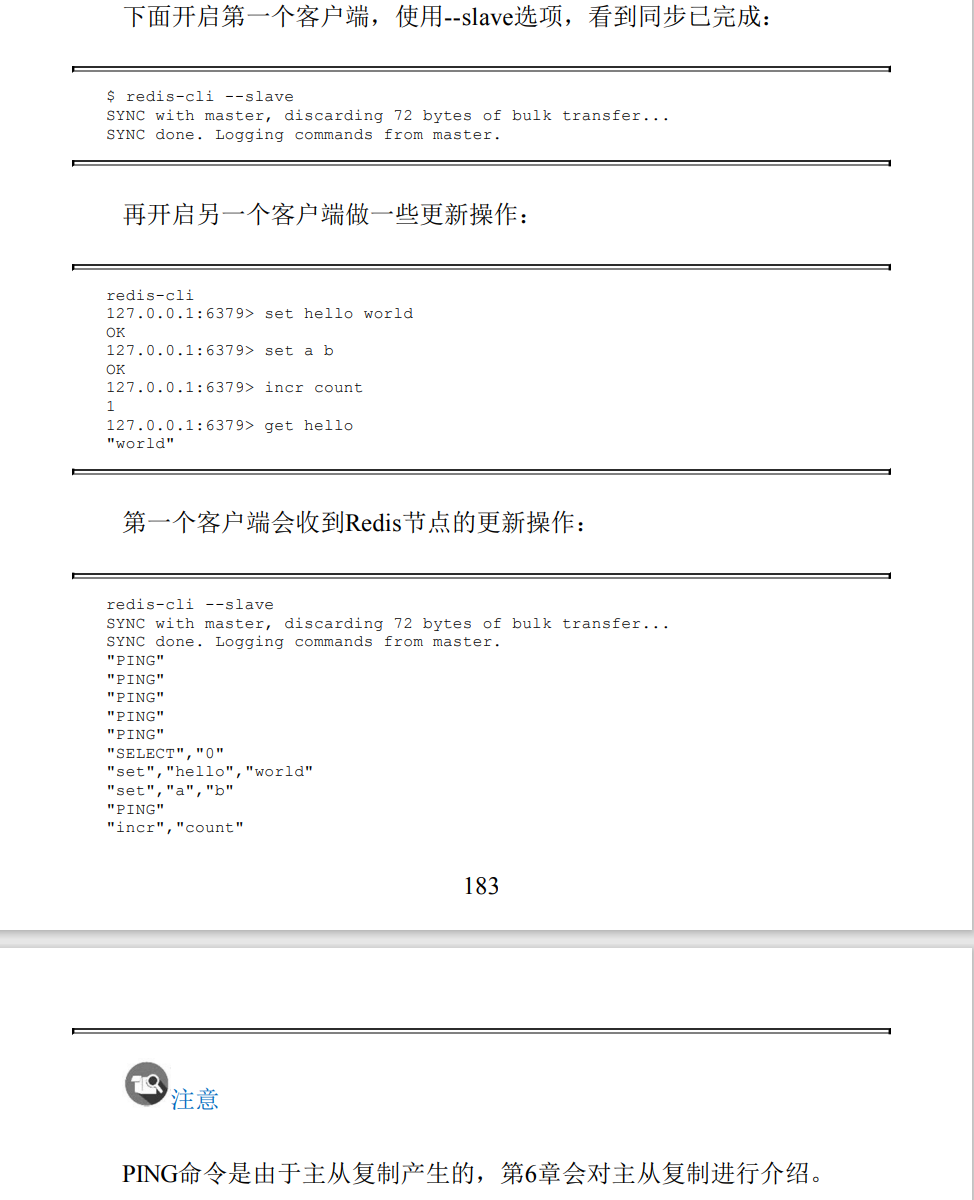 下面开启第一个客户端，使用--slave选项，看到同步已完成：
$ redis-cli --slave
SYNC with master, discarding 72 bytes of bulk transfer...
SYNC done. Logging commands from master.
再开启另一个客户端做一些更新操作：
redis-cli
127.0.0.1:6379> set hello world
OK
127.0.0.1:6379> set a b
OK
127.0.0.1:6379> incr count
1
127.0.0.1:6379> get hello
"world"
第一个客户端会收到Redis节点的更新操作：
redis-cli --slave
SYNC with master, discarding 72 bytes of bulk transfer...
SYNC done. Logging commands from master.
"PING"
"PING"
"PING"
"PING"
"PING"
"SELECT","0"
"set","hello","world"
"set","a","b"
"PING"
"incr","count"
183
注意
PING命令是由于主从复制产生的，第6章会对主从复制进行介绍。